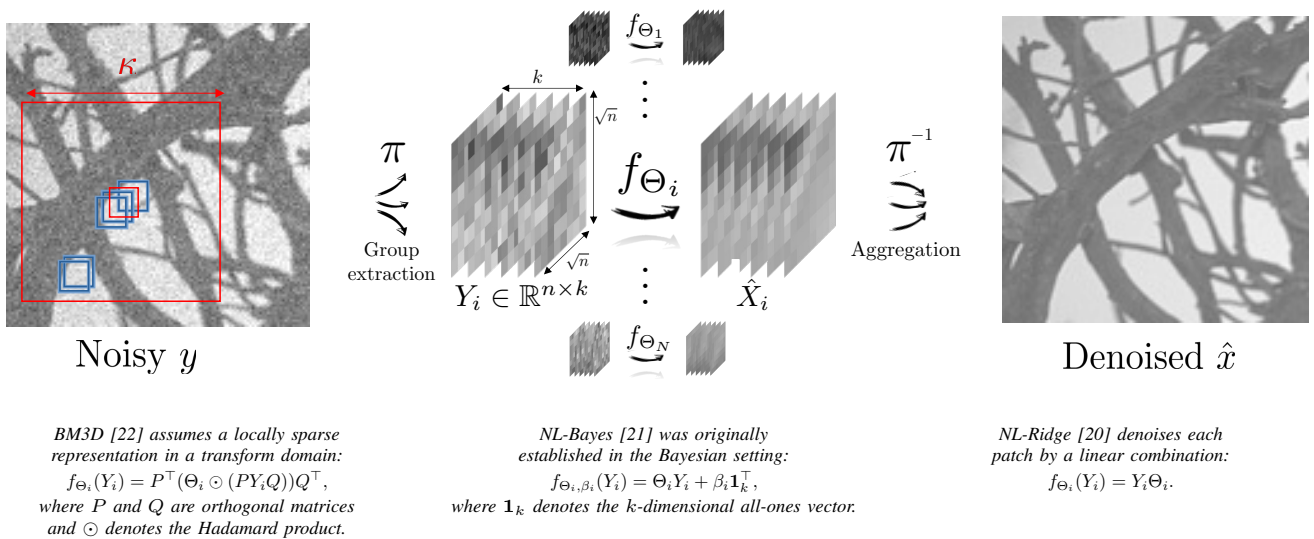 κ
π
Group
extraction
f_{Θ_1}
k
√n
√n
f_{Θ_i}
Y_i ∈ ℝ^{n×k}
X̂_i
f_{Θ_N}
π^{-1}
Aggregation
Noisy y
Denoised x̂
BM3D [22] assumes a locally sparse
representation in a transform domain:
f_{Θ_i}(Y_i) = P^⊤(Θ_i ⊙ (PY_iQ))Q^⊤,
where P and Q are orthogonal matrices
and ⊙ denotes the Hadamard product.
NL-Bayes [21] was originally
established in the Bayesian setting:
f_{Θ_i,β_i}(Y_i) = Θ_iY_i + β_i𝟏_k^⊤,
where 𝟏_k denotes the k-dimensional all-ones vector.
NL-Ridge [20] denoises each
patch by a linear combination:
f_{Θ_i}(Y_i) = Y_iΘ_i.